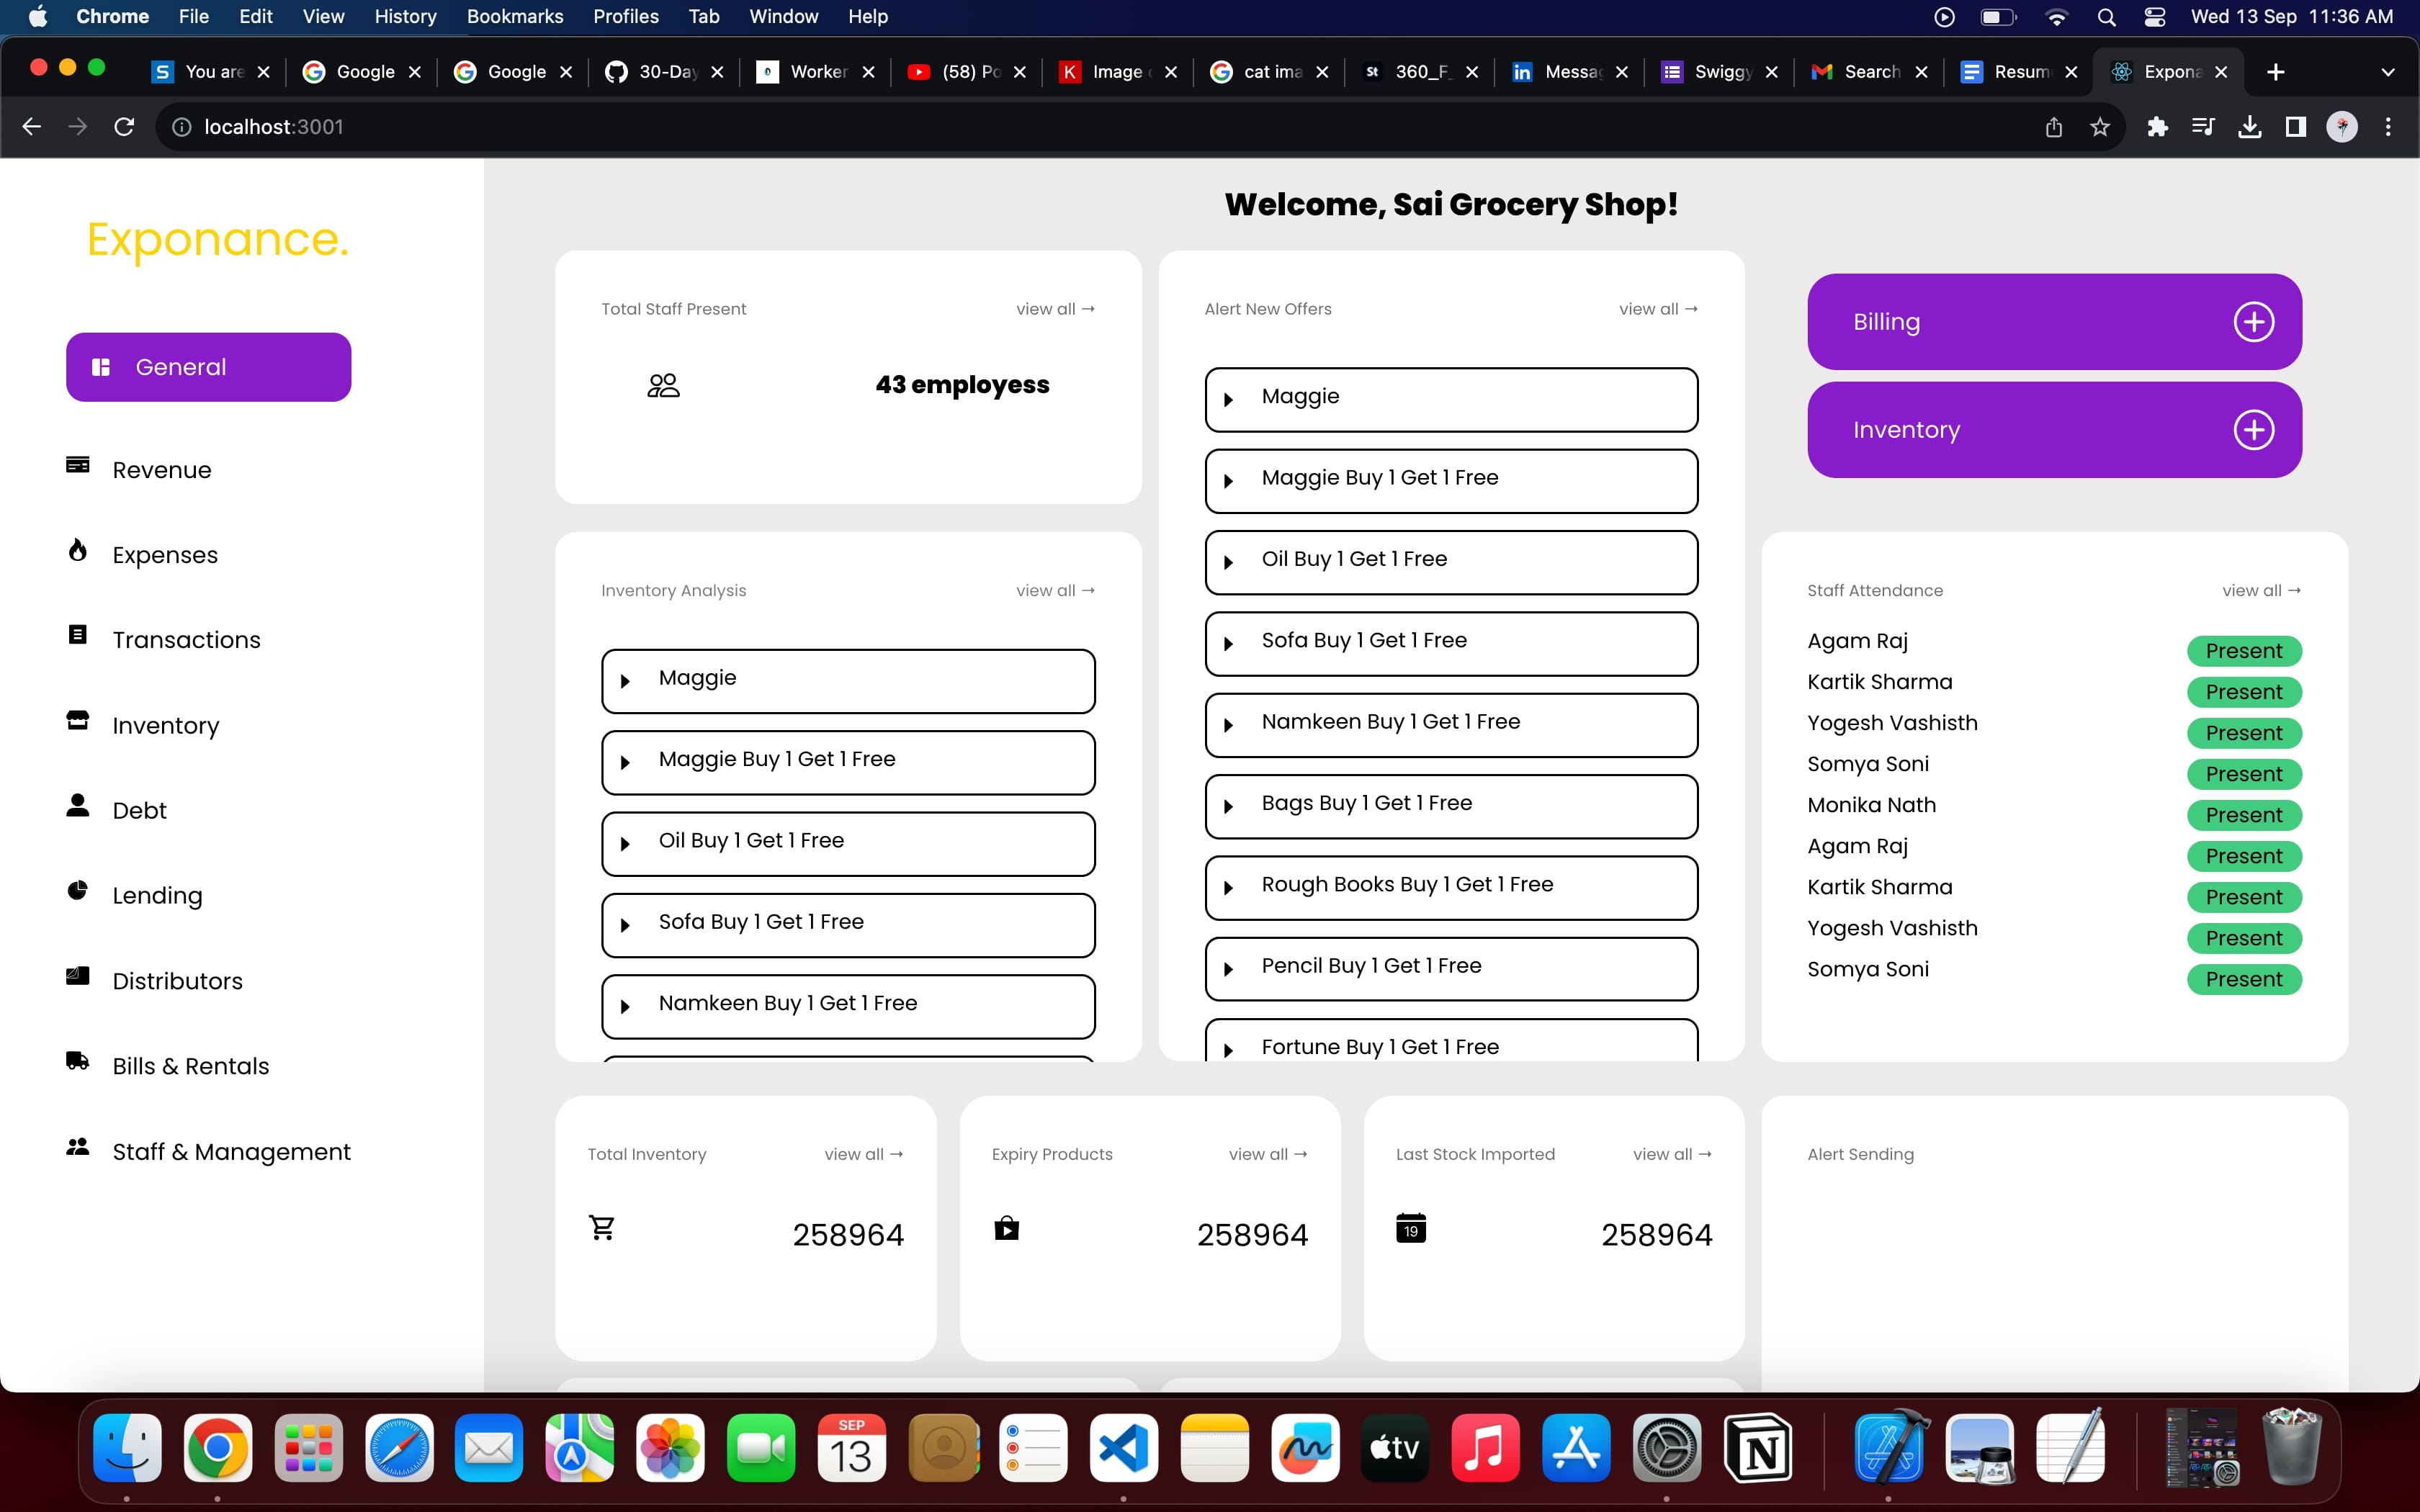 Chrome File Edit View History Bookmarks Profiles Tab Window Help Wed 13 Sep 11:36 AM
You are Google Google 30-Day Worker (58) Po Image cat ima 360_F_ Messag Swiggy Search Resum Expona
localhost:3001
Welcome, Sai Grocery Shop!
Exponance.
General
Revenue
Expenses
Transactions
Inventory
Debt
Lending
Distributors
Bills & Rentals
Staff & Management
Total Staff Present view all →
43 employess
Inventory Analysis view all →
Maggie
Maggie Buy 1 Get 1 Free
Oil Buy 1 Get 1 Free
Sofa Buy 1 Get 1 Free
Namkeen Buy 1 Get 1 Free
Alert New Offers view all →
Maggie
Maggie Buy 1 Get 1 Free
Oil Buy 1 Get 1 Free
Sofa Buy 1 Get 1 Free
Namkeen Buy 1 Get 1 Free
Bags Buy 1 Get 1 Free
Rough Books Buy 1 Get 1 Free
Pencil Buy 1 Get 1 Free
Fortune Buy 1 Get 1 Free
Billing
Inventory
Staff Attendance view all →
Agam Raj Present
Kartik Sharma Present
Yogesh Vashisth Present
Somya Soni Present
Monika Nath Present
Agam Raj Present
Kartik Sharma Present
Yogesh Vashisth Present
Somya Soni Present
Total Inventory view all →
258964
Expiry Products view all →
258964
Last Stock Imported view all →
19 258964
Alert Sending
SEP
13
tv